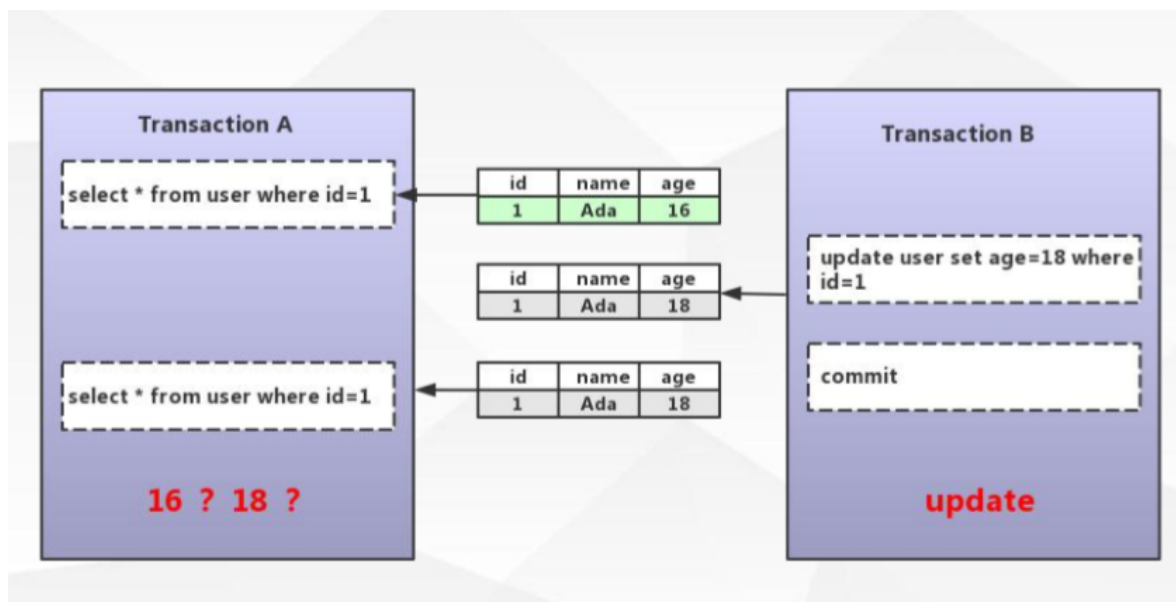 Transaction A
select * from user where id=1
id name age
1 Ada 16
id name age
1 Ada 18
select * from user where id=1
id name age
1 Ada 18
16 ? 18 ?
Transaction B
update user set age=18 where
id=1
commit
update